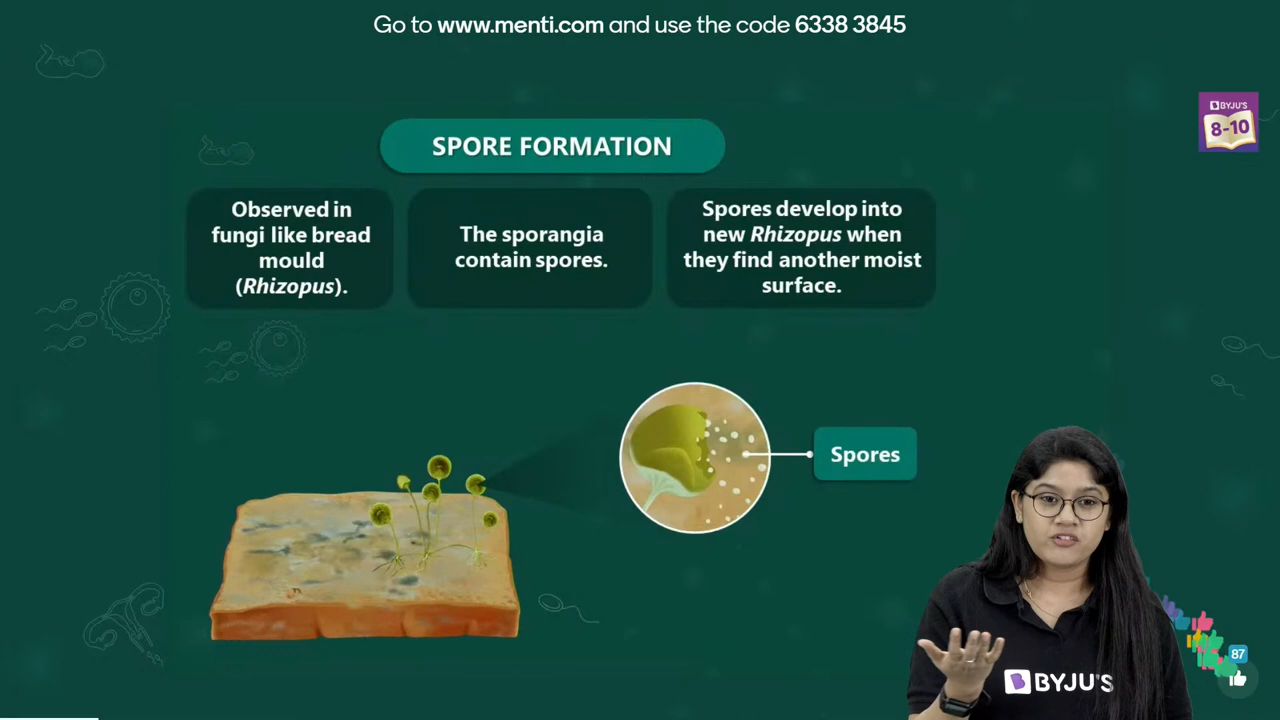 Go to www.menti.com and use the code 6338 3845
BYJU'S
8-10
SPORE FORMATION
Observed in
fungi like bread
mould
(Rhizopus).
The sporangia
contain spores.
Spores develop into
new Rhizopus when
they find another moist
surface.
Spores
BYJU'S
87